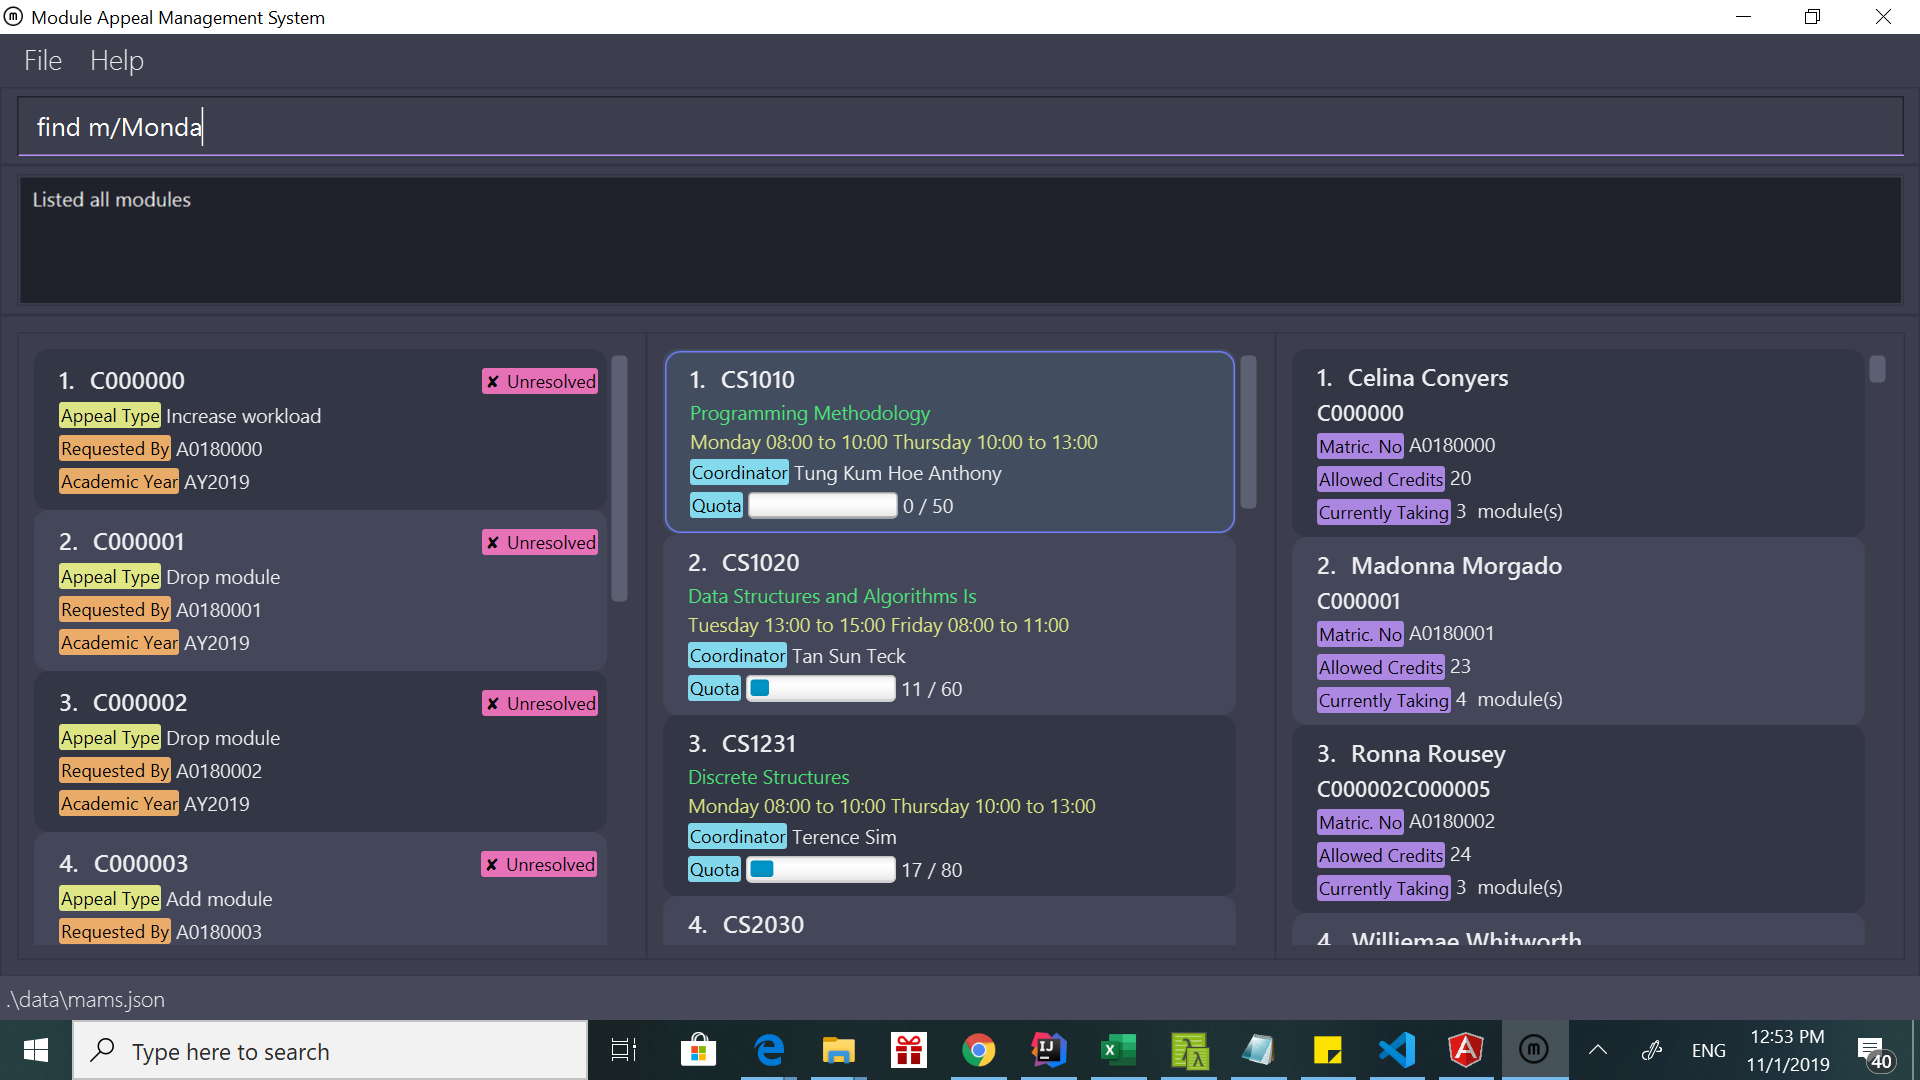 Module Appeal Management System
File Help
find m/Monda
Listed all modules
1. C000000
✘ Unresolved
Appeal Type Increase workload
Requested By A0180000
Academic Year AY2019
2. C000001
✘ Unresolved
Appeal Type Drop module
Requested By A0180001
Academic Year AY2019
3. C000002
✘ Unresolved
Appeal Type Drop module
Requested By A0180002
Academic Year AY2019
4. C000003
✘ Unresolved
Appeal Type Add module
Requested By A0180003
1. CS1010
Programming Methodology
Monday 08:00 to 10:00 Thursday 10:00 to 13:00
Coordinator Tung Kum Hoe Anthony
Quota 0 / 50
2. CS1020
Data Structures and Algorithms Is
Tuesday 13:00 to 15:00 Friday 08:00 to 11:00
Coordinator Tan Sun Teck
Quota 11 / 60
3. CS1231
Discrete Structures
Monday 08:00 to 10:00 Thursday 10:00 to 13:00
Coordinator Terence Sim
Quota 17 / 80
4. CS2030
1. Celina Conyers
C000000
Matric. No A0180000
Allowed Credits 20
Currently Taking 3 module(s)
2. Madonna Morgado
C000001
Matric. No A0180001
Allowed Credits 23
Currently Taking 4 module(s)
3. Ronna Rousey
C000002C000005
Matric. No A0180002
Allowed Credits 24
Currently Taking 3 module(s)
4. Williemae Whitworth
.\data\mams.json
Type here to search
ENG
12:53 PM
11/1/2019
40